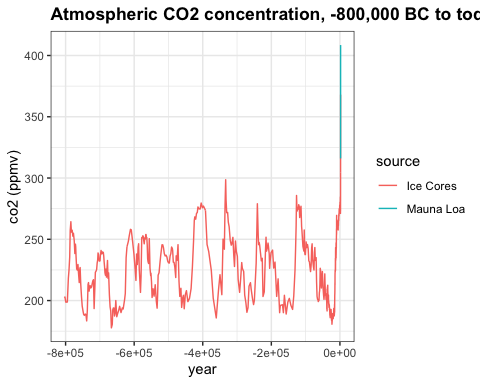 Atmospheric CO2 concentration, -800,000 BC to tod
400
350
300
250
200
co2 (ppmv)
-8e+05 -6e+05 -4e+05 -2e+05 0e+00
year
source
Ice Cores
Mauna Loa